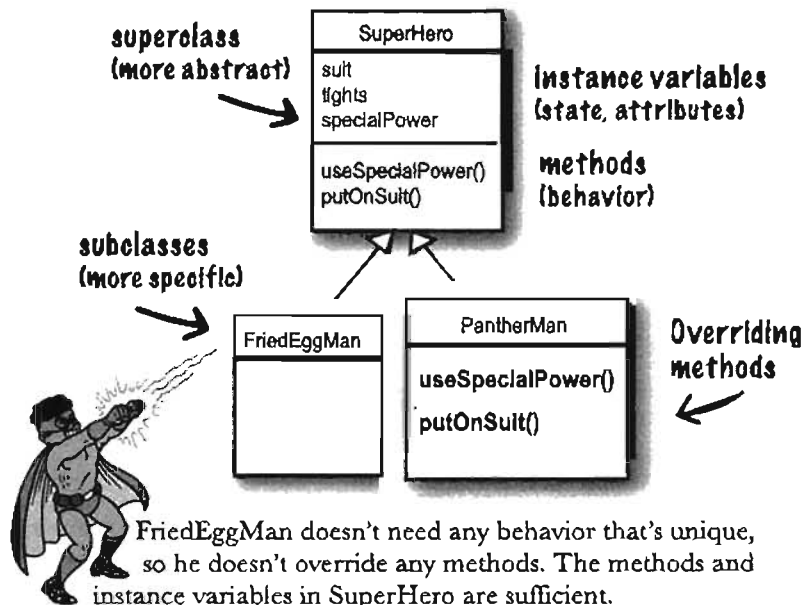 superclass
(more abstract)
SuperHero
suit
tights
specialPower
useSpecialPower()
putOnSuit()
instance variables
(state, attributes)
methods
(behavior)
subclasses
(more specific)
FriedEggMan
PantherMan
useSpecialPower()
putOnSuit()
Overriding
methods
FriedEggMan doesn't need any behavior that's unique,
so he doesn't override any methods. The methods and
instance variables in SuperHero are sufficient.